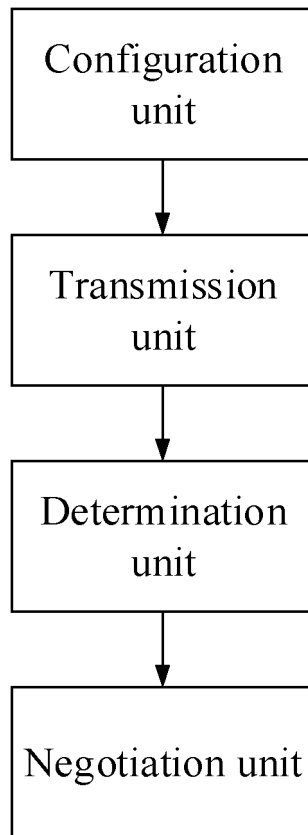 Configuration
unit
Transmission
unit
Determination
unit
Negotiation unit